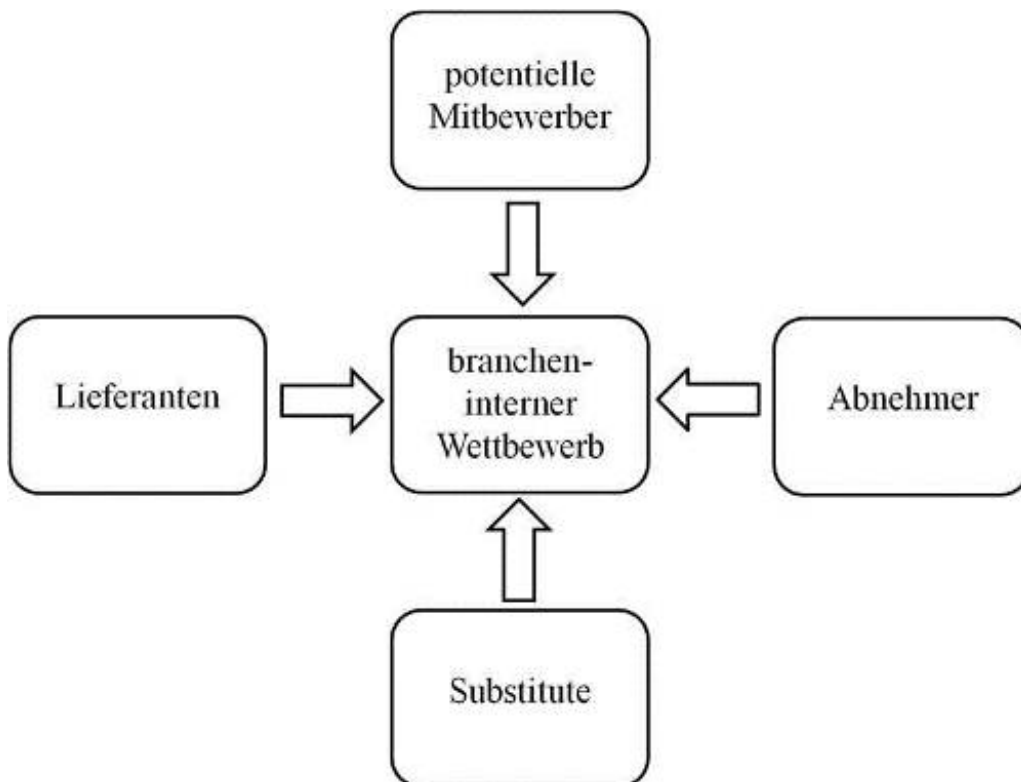 potentielle
Mitbewerber
Lieferanten
branchen-
interner
Wettbewerb
Abnehmer
Substitute